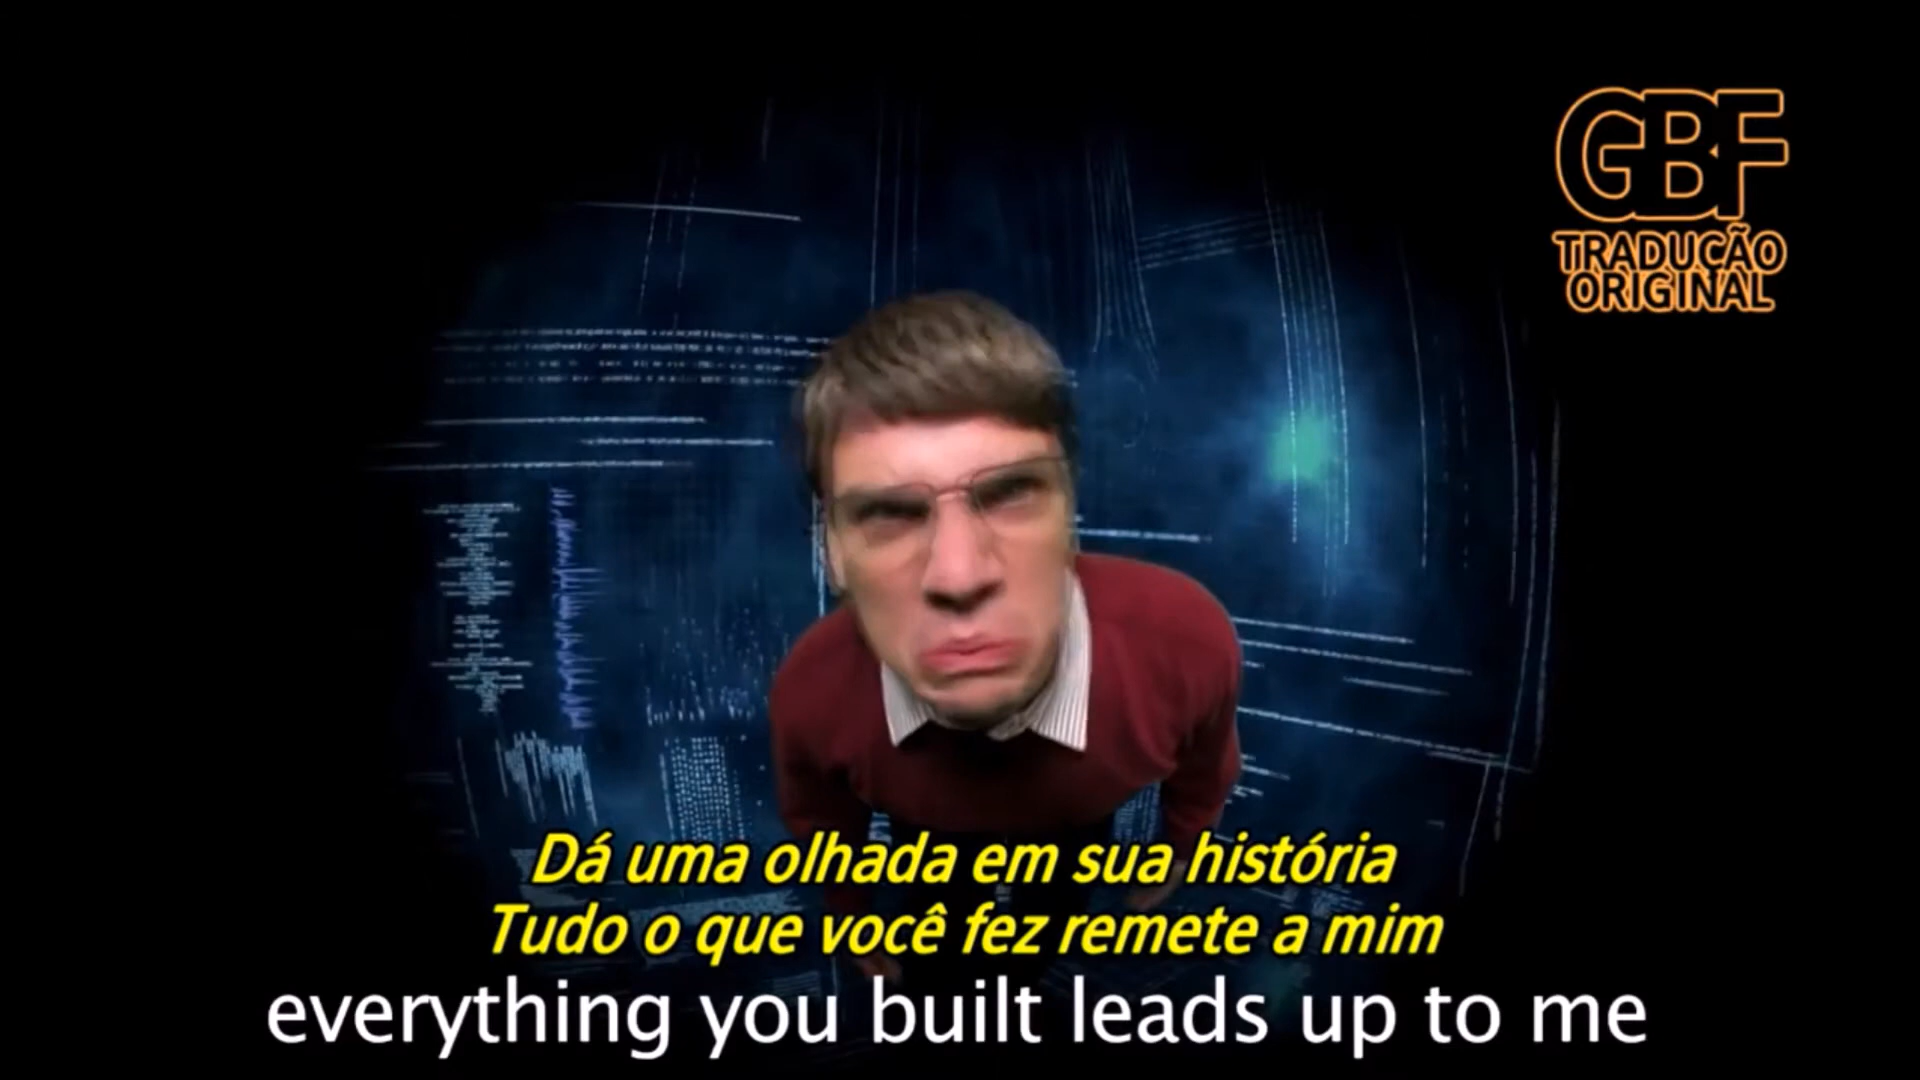 GBF
TRADUÇÃO
ORIGINAL
Dá uma olhada em sua história
Tudo o que você fez remete a mim
everything you built leads up to me